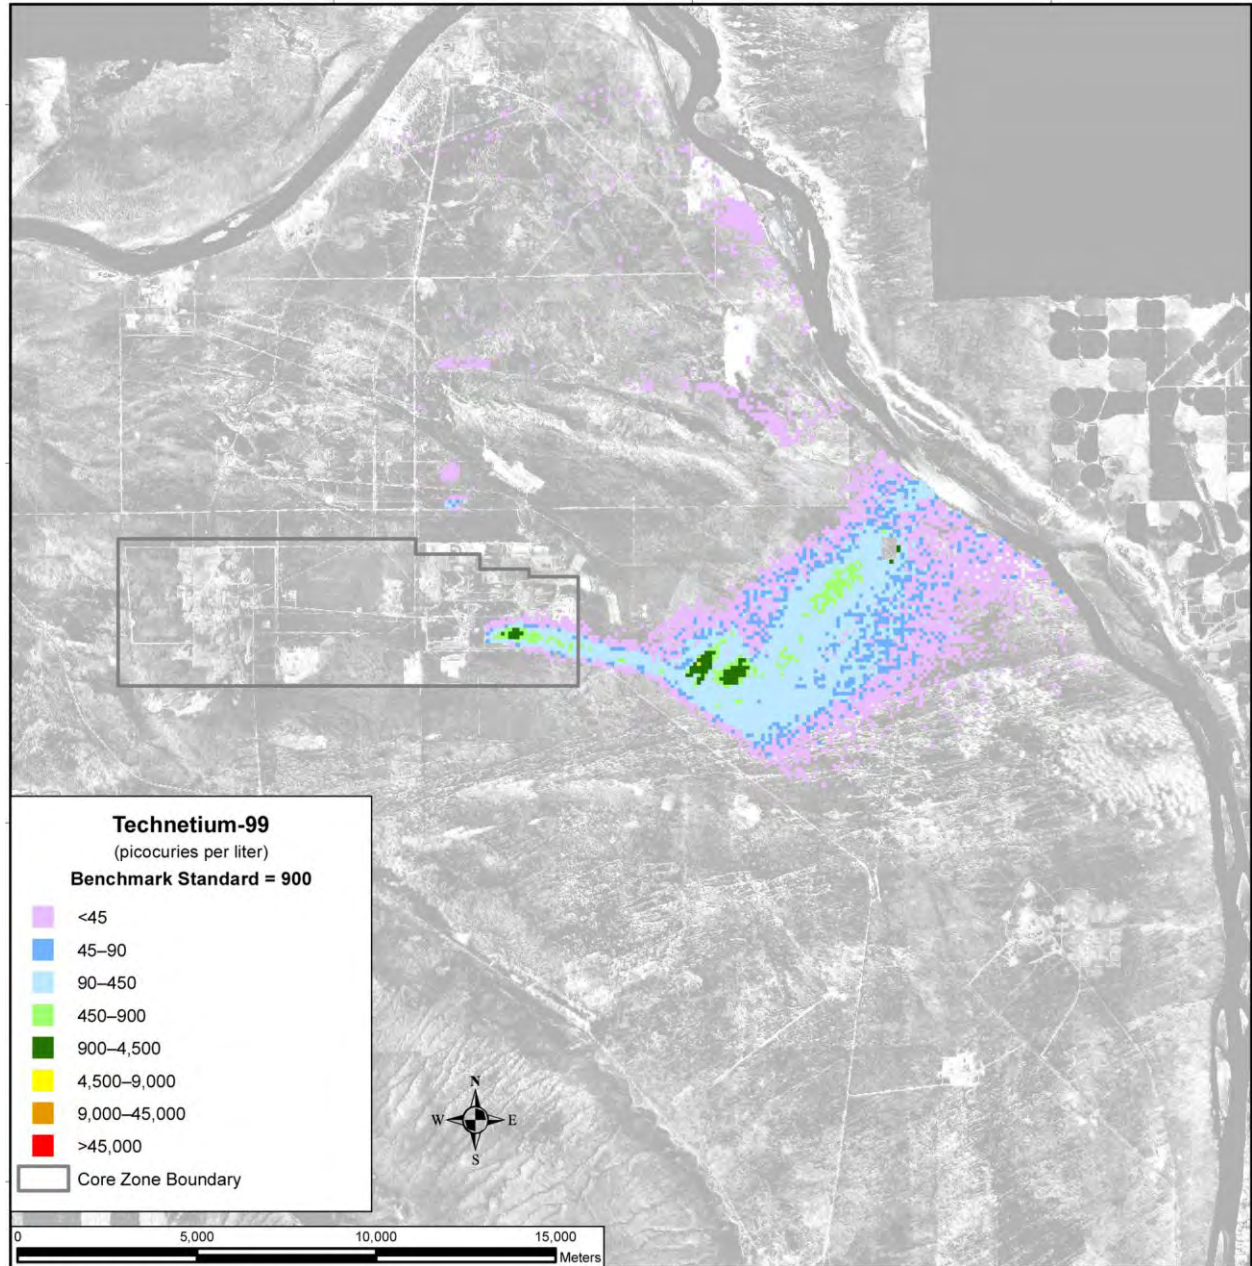 Technetium-99
(picocuries per liter)
Benchmark Standard = 900
<45
45–90
90–450
450–900
900–4,500
4,500–9,000
9,000–45,000
>45,000
Core Zone Boundary
N
W E
S
0 5,000 10,000 15,000
Meters